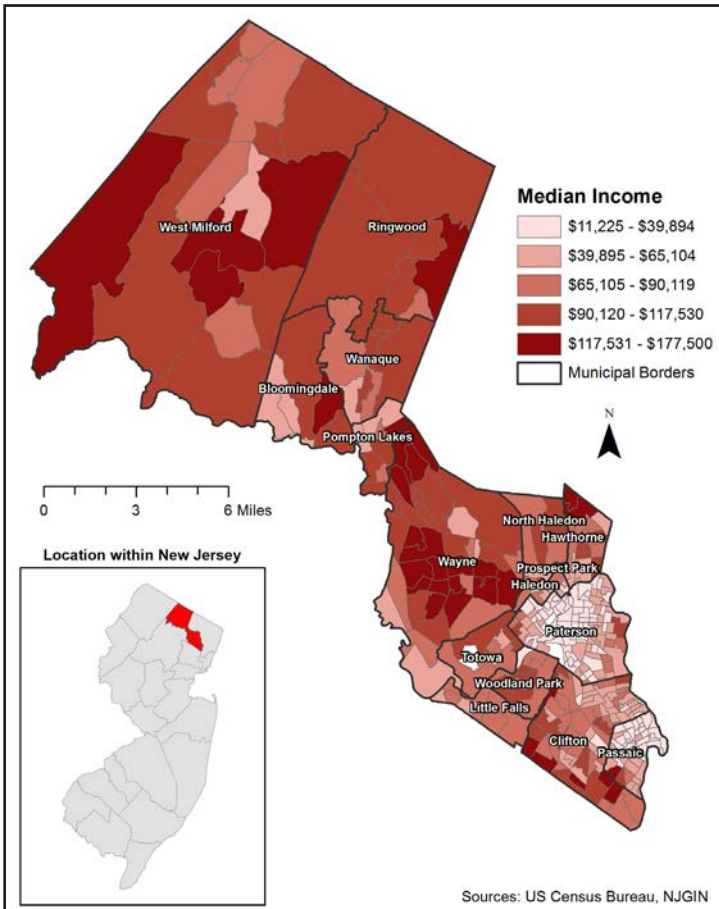 Median Income
$11,225 - $39,894
$39,895 - $65,104
$65,105 - $90,119
$90,120 - $117,530
$117,531 - $177,500
Municipal Borders
N
West Milford
Ringwood
Wanaque
Bloomingdale
Pompton Lakes
0 3 6 Miles
North Haledon
Hawthorne
Wayne
Prospect Park
Haledon
Paterson
Totowa
Woodland Park
Little Falls
Clifton
Passaic
Location within New Jersey
Sources: US Census Bureau, NJGIN